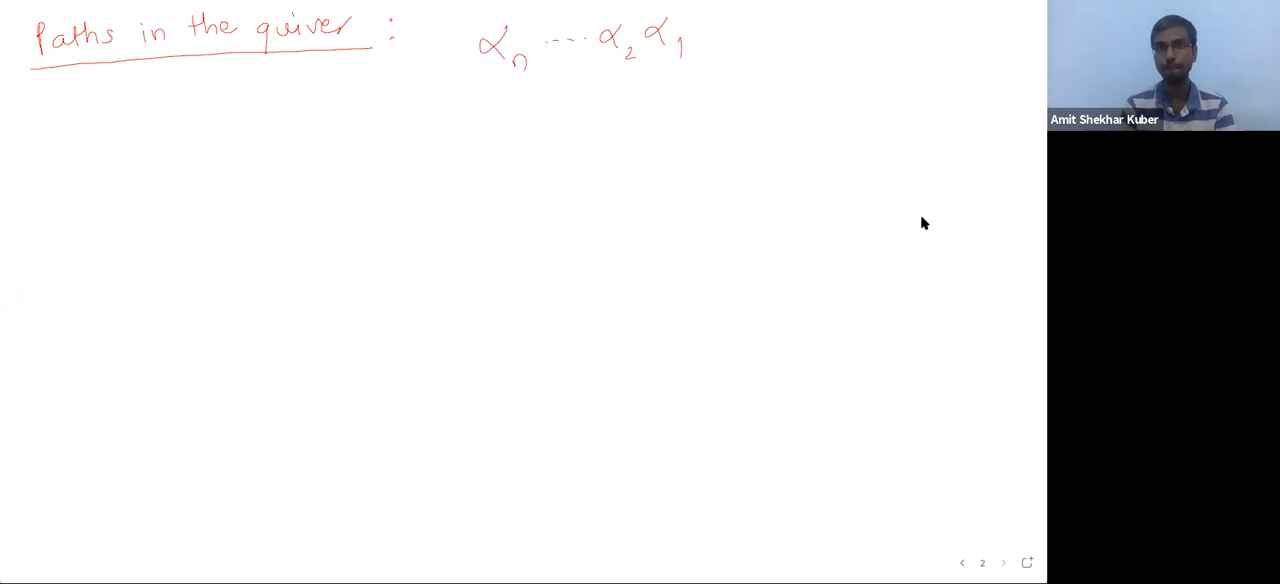 Paths in the quiver : αₙ ---- α₂ α₁
Amit Shekhar Kuber
2